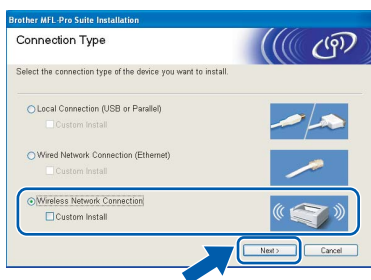 Brother MFL-Pro Suite Installation
Connection Type
Select the connection type of the device you want to install.
Local Connection (USB or Parallel)
Custom Install
Wired Network Connection (Ethernet)
Custom Install
Wireless Network Connection
Custom Install
Next >
Cancel